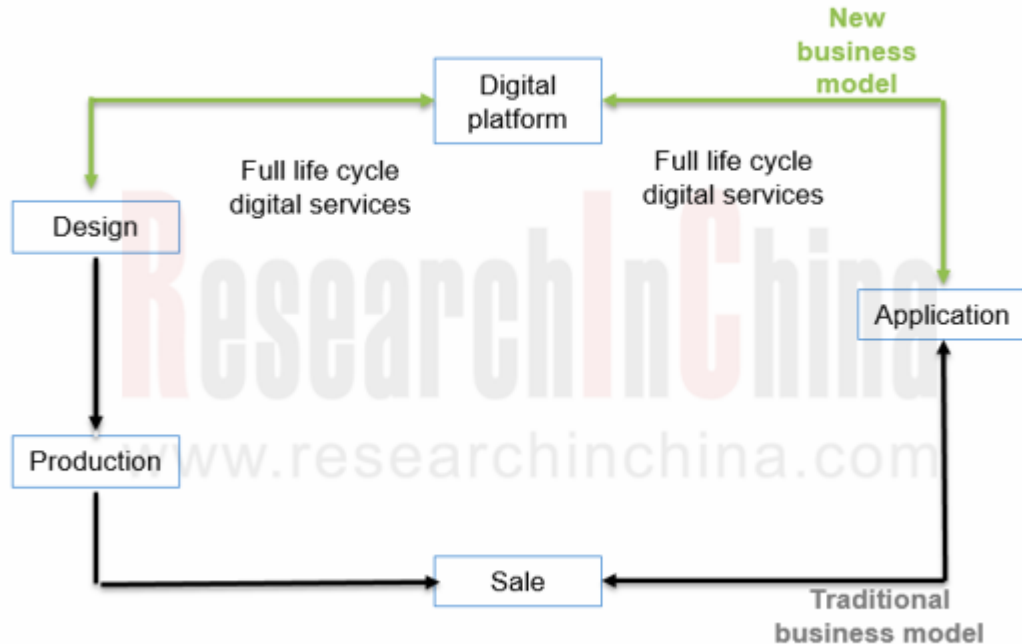 New
business
model
Digital
platform
Full life cycle
digital services
Full life cycle
digital services
Design
ResearchInChina
Application
Production
www.researchinchina.com
Sale
Traditional
business model